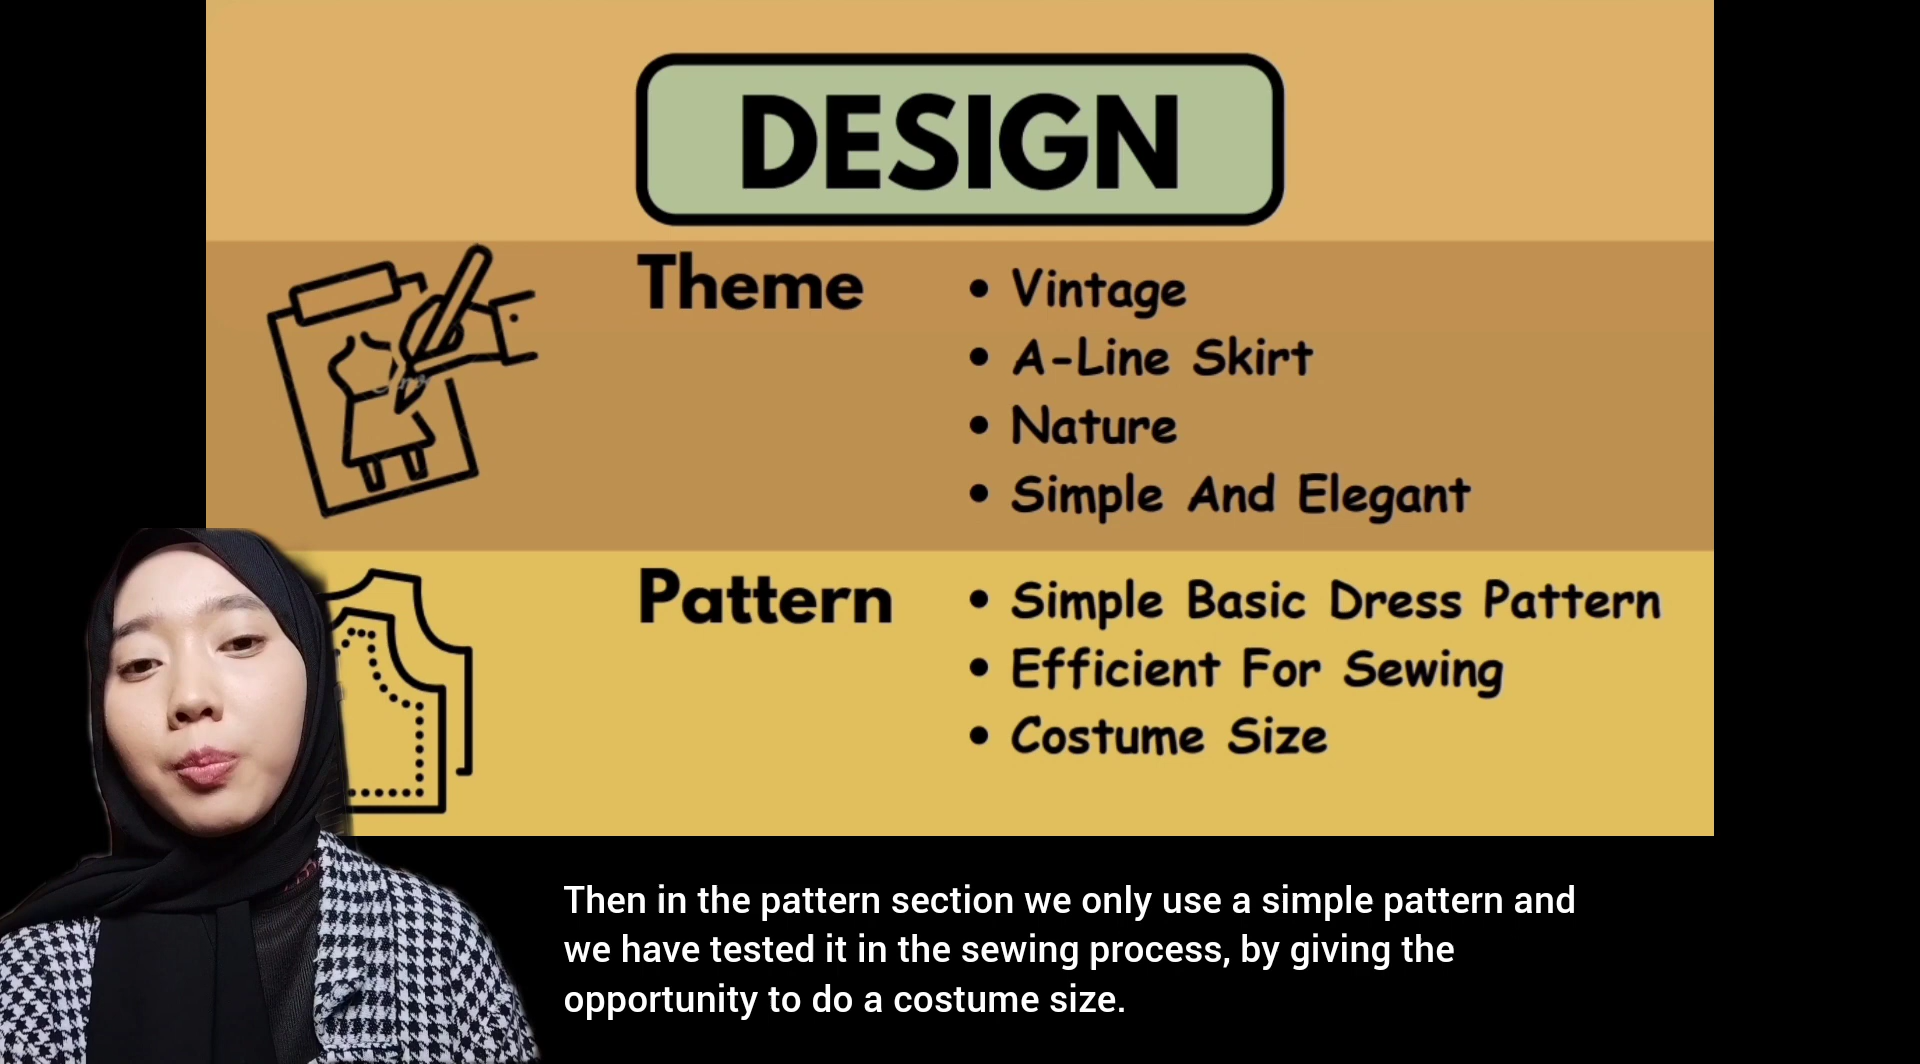 DESIGN
Theme
• Vintage
• A-Line Skirt
• Nature
• Simple And Elegant
Pattern
• Simple Basic Dress Pattern
• Efficient For Sewing
• Costume Size
Then in the pattern section we only use a simple pattern and
we have tested it in the sewing process, by giving the
opportunity to do a costume size.